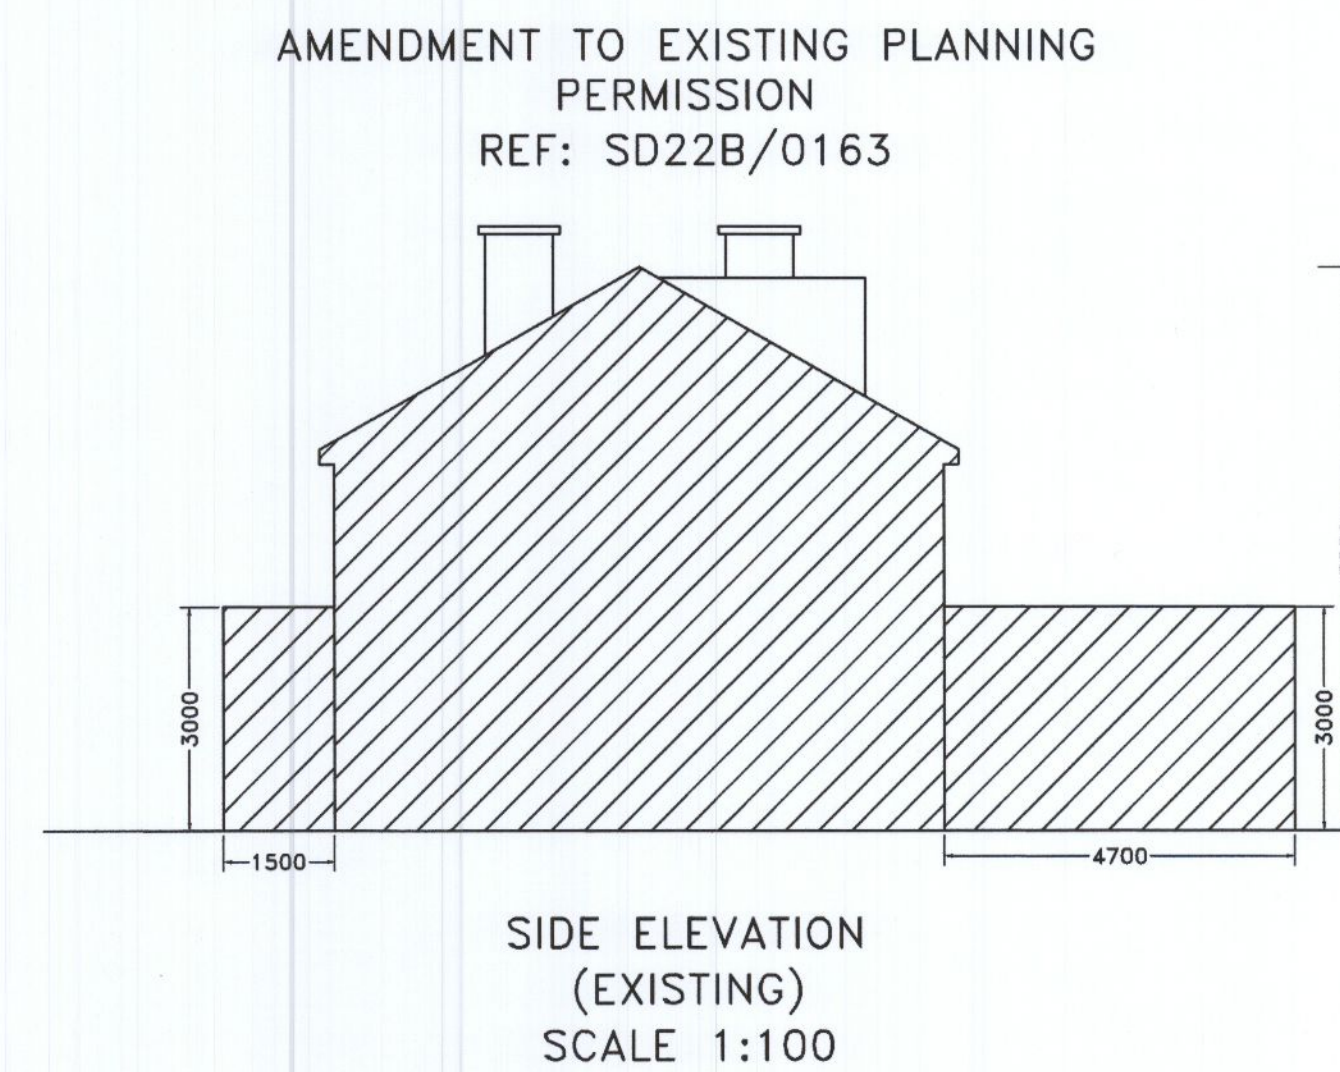 AMENDMENT TO EXISTING PLANNING
PERMISSION
REF: SD22B/0163
3000
3000
1500
4700
SIDE ELEVATION
(EXISTING)
SCALE 1:100